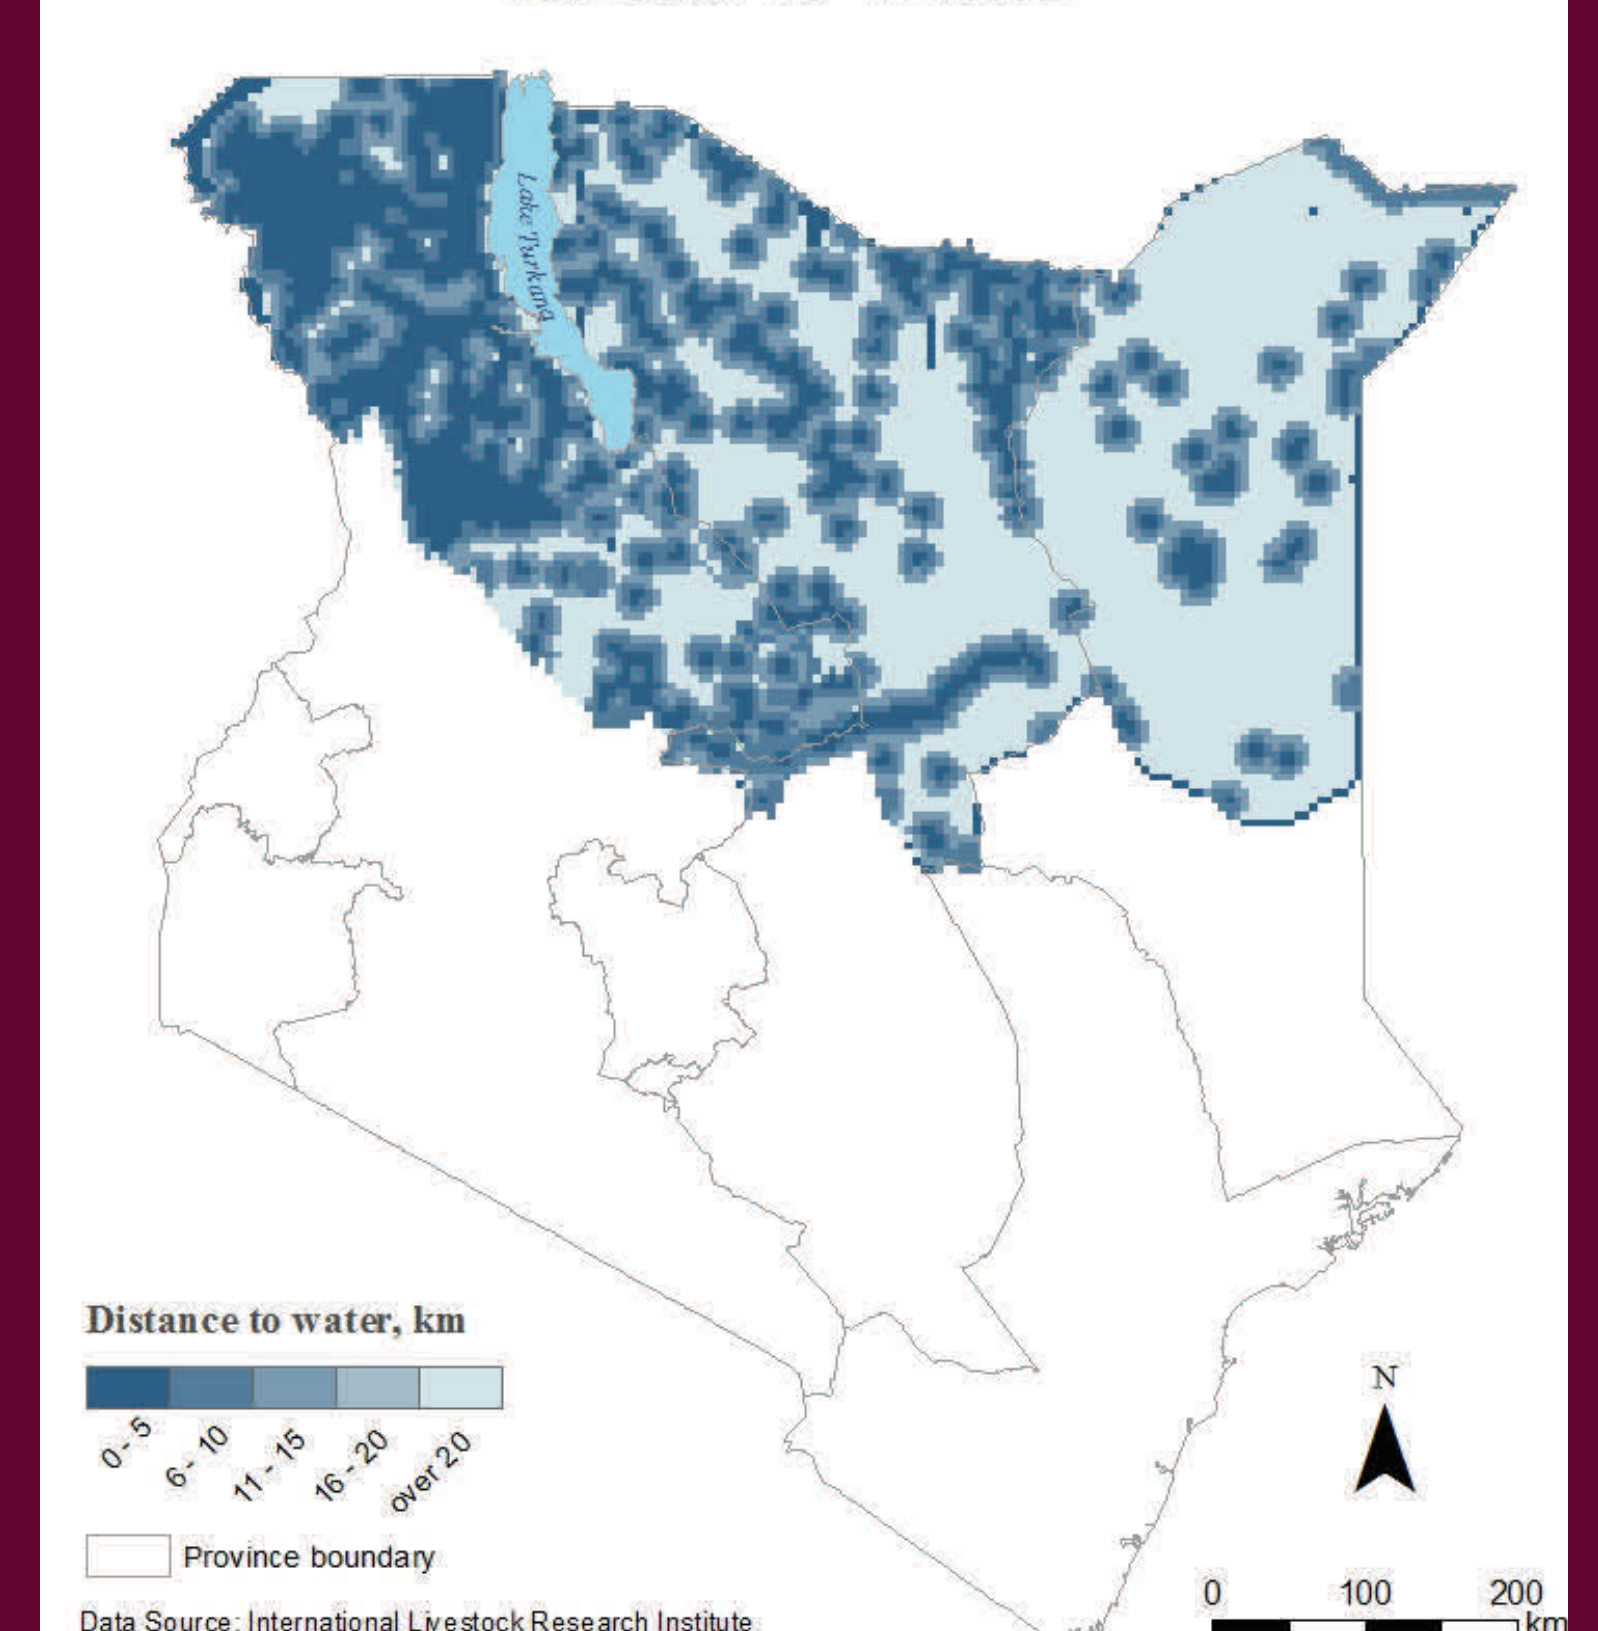 Lake Turkana
Distance to water, km
0 - 5
6 - 10
11 - 15
16 - 20
over 20
Province boundary
N
0 100 200
km
Data Source: International Livestock Research Institute